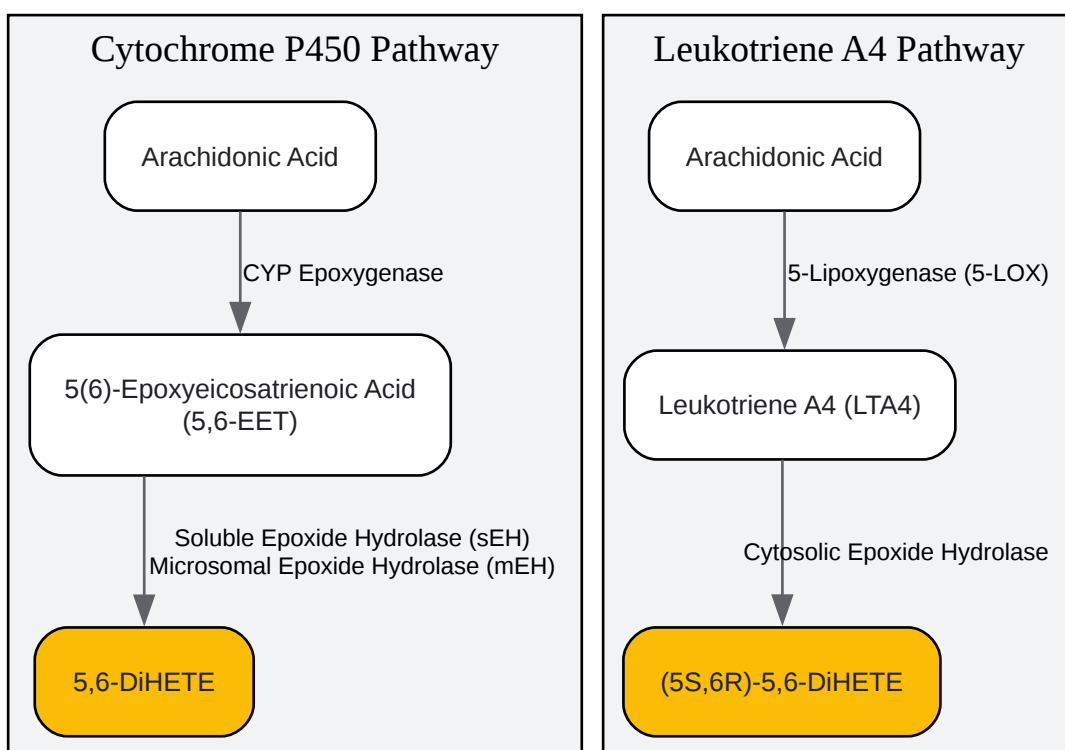 Cytochrome P450 Pathway
Arachidonic Acid
CYP Epoxygenase
5(6)-Epoxyeicosatrienoic Acid
(5,6-EET)
Soluble Epoxide Hydrolase (sEH)
Microsomal Epoxide Hydrolase (mEH)
5,6-DiHETE
Leukotriene A4 Pathway
Arachidonic Acid
5-Lipoxygenase (5-LOX)
Leukotriene A4 (LTA4)
Cytosolic Epoxide Hydrolase
(5S,6R)-5,6-DiHETE